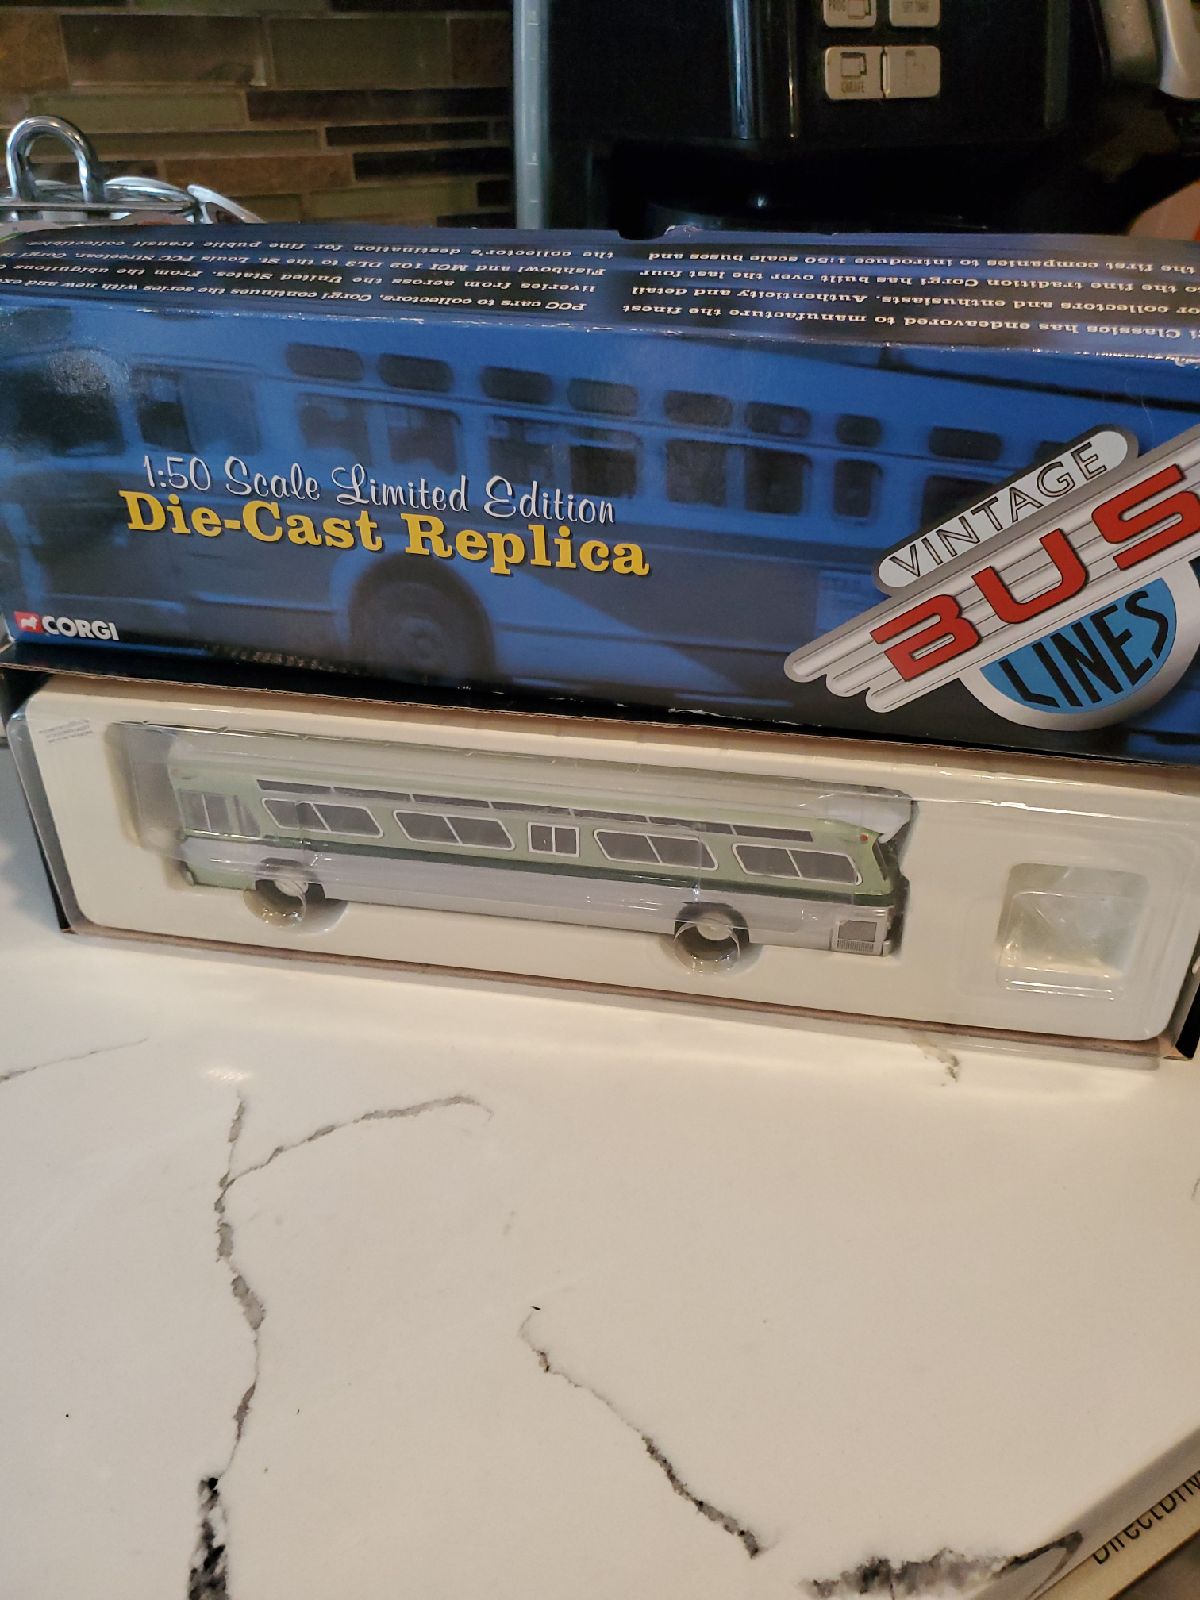 the first companies to introduce 1:50 scale buses and
to the fine tradition Corgi has built over the last four
or collectors and enthusiasts. Authenticity and detail
Classics has endeavored to manufacture the finest
the collector's destination for fine public transit collectibles
Fishbowl and MCI 102 DL3 to the St. Louis PCC Streetcar, Corgi
liveries from across the United States. From the ubiquitous
PCC cars to collectors, Corgi continues the series with new and
1:50 Scale Limited Edition
Die-Cast Replica
CORGI
VINTAGE
BUS
LINES
DirectDriv